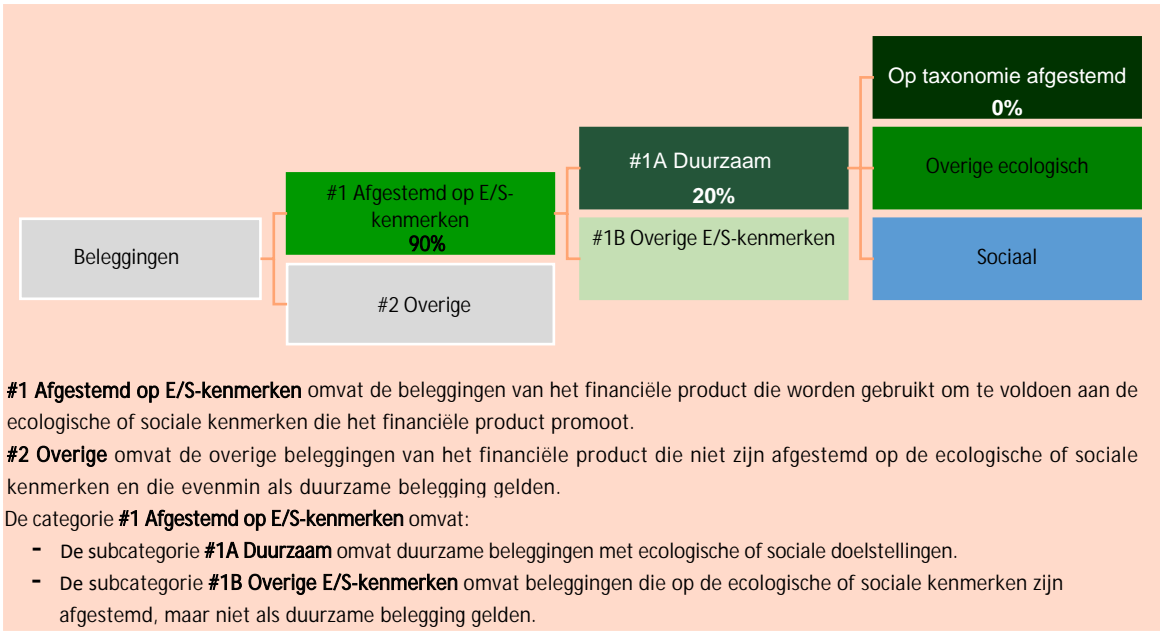 Op taxonomie afgestemd
0%
#1A Duurzaam
20%
Overige ecologisch
#1 Afgestemd op E/S-
kenmerken
90%
#1B Overige E/S-kenmerken
Beleggingen
Sociaal
#2 Overige
#1 Afgestemd op E/S-kenmerken omvat de beleggingen van het financiële product die worden gebruikt om te voldoen aan de
ecologische of sociale kenmerken die het financiële product promoot.
#2 Overige omvat de overige beleggingen van het financiële product die niet zijn afgestemd op de ecologische of sociale
kenmerken en die evenmin als duurzame belegging gelden.
De categorie #1 Afgestemd op E/S-kenmerken omvat:
- De subcategorie #1A Duurzaam omvat duurzame beleggingen met ecologische of sociale doelstellingen.
- De subcategorie #1B Overige E/S-kenmerken omvat beleggingen die op de ecologische of sociale kenmerken zijn
afgestemd, maar niet als duurzame belegging gelden.